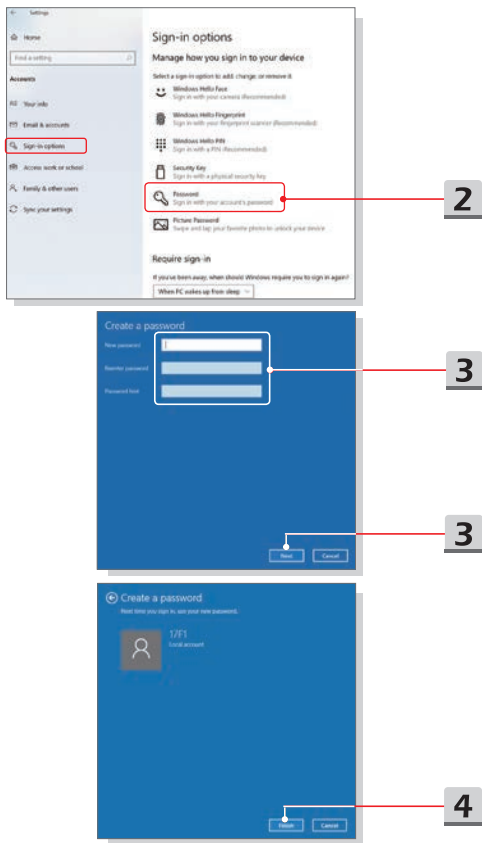 Settings
Home
Find a setting
Accounts
Your info
Email & accounts
Sign-in options
Access work or school
Family & other users
Sync your settings
Sign-in options
Manage how you sign in to your device
Select a sign-in option to add, change, or remove it.
Windows Hello Face
Sign in with your camera (Recommended)
Windows Hello Fingerprint
Sign in with your fingerprint scanner (Recommended)
Windows Hello PIN
Sign in with a PIN (Recommended)
Security Key
Sign in with a physical security key
Password
Sign in with your account's password
Picture Password
Swipe and tap your favorite photo to unlock your device
Require sign-in
If you've been away, when should Windows require you to sign in again?
When PC wakes up from sleep
2
Create a password
New password
Reenter password
Password hint
3
Next
Cancel
3
Create a password
Next time you sign in, use your new password.
17F1
Local account
Finish
Cancel
4